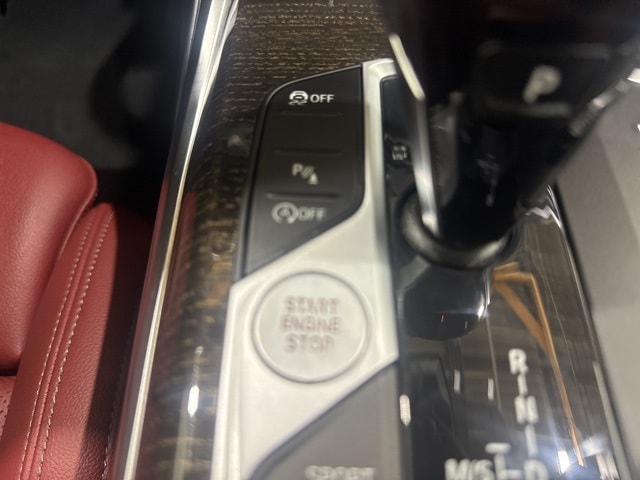 OFF
P
P
OFF
START
ENGINE
STOP
R
N
D
M/S
SPORT